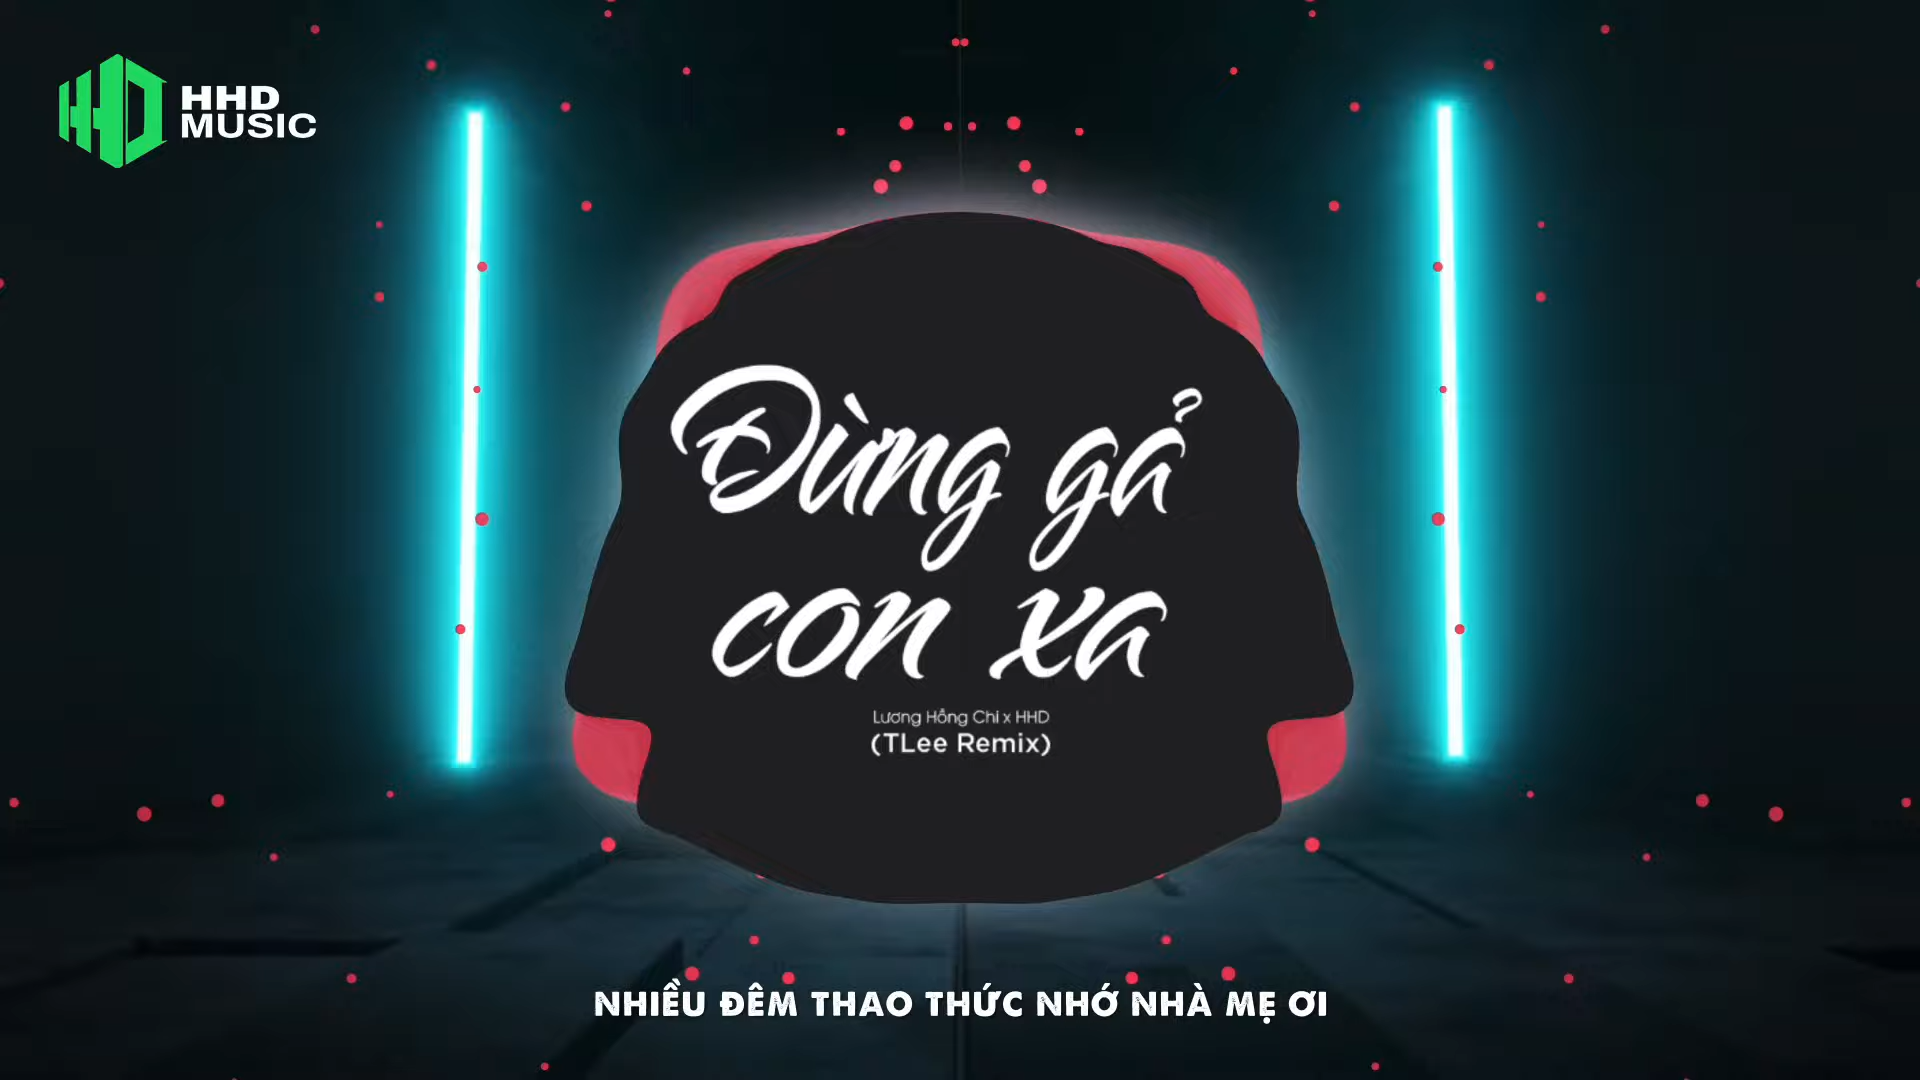 HHD
MUSIC
Đừng gả
con xa
Lương Hồng Chi x HHD
(TLee Remix)
NHIỀU ĐÊM THAO THỨC NHỚ NHÀ MẸ ƠI